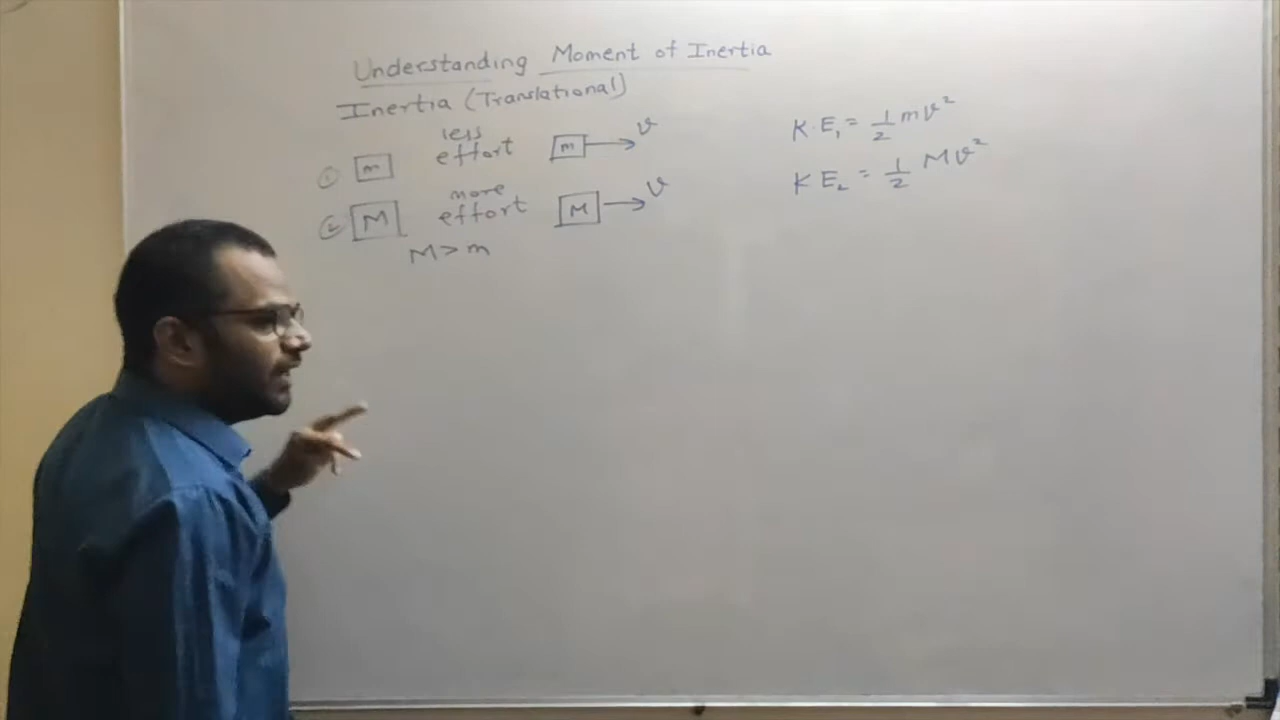 Understanding Moment of Inertia
Inertia (Translational)
① m less effort m v
② M more effort M v
M > m
K.E₁ = 1/2 mv²
KE₂ = 1/2 Mv²